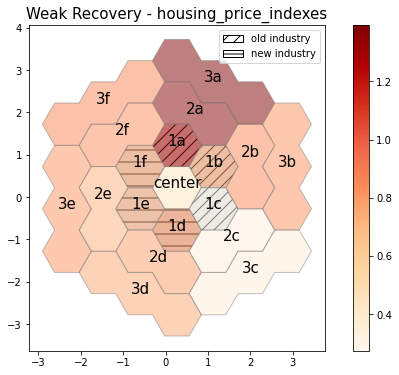 Weak Recovery - housing_price_indexes
old industry
new industry
3a
3f
2a
2f
1a
1f
1b
2b
3b
center
2e
3e
1e
1c
1d
2c
2d
3c
3d
4
3
2
1
0
−1
−2
−3
−3
−2
−1
0
1
2
3
1.2
1.0
0.8
0.6
0.4